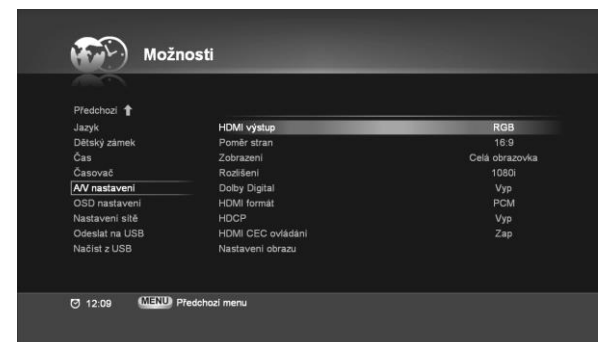 Možnosti
Předchozí
Jazyk HDMI výstup RGB
Dětský zámek Poměr stran 16:9
Čas Zobrazení Celá obrazovka
Časovač Rozlišení 1080i
A/V nastavení Dolby Digital Vyp
OSD nastavení HDMI formát PCM
Nastavení sítě HDCP Vyp
Odeslat na USB HDMI CEC ovládání Zap
Načíst z USB Nastavení obrazu
12:09 MENU Předchozí menu